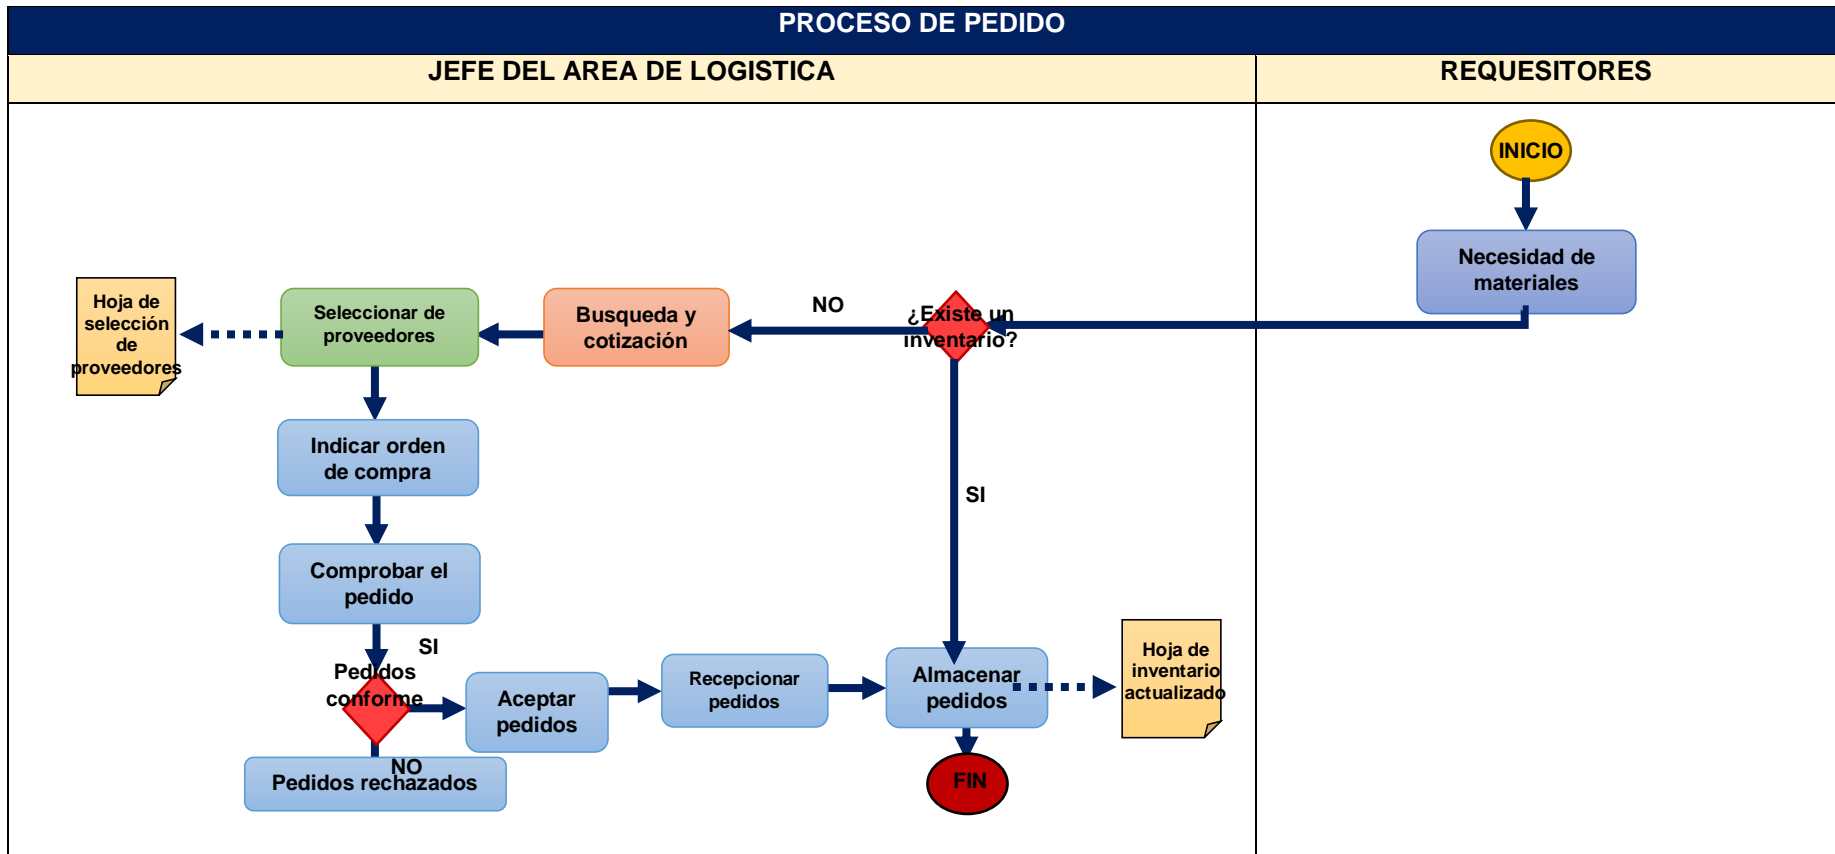 PROCESO DE PEDIDO
JEFE DEL AREA DE LOGISTICA
REQUESITORES
INICIO
Necesidad de
materiales
¿Existe un
inventario?
NO
Busqueda y
cotización
Seleccionar de
proveedores
Hoja de
selección
de
proveedores
Indicar orden
de compra
SI
Comprobar el
pedido
SI
Pedidos
conforme
Aceptar
pedidos
Recepcionar
pedidos
Almacenar
pedidos
Hoja de
inventario
actualizado
NO
Pedidos rechazados
FIN